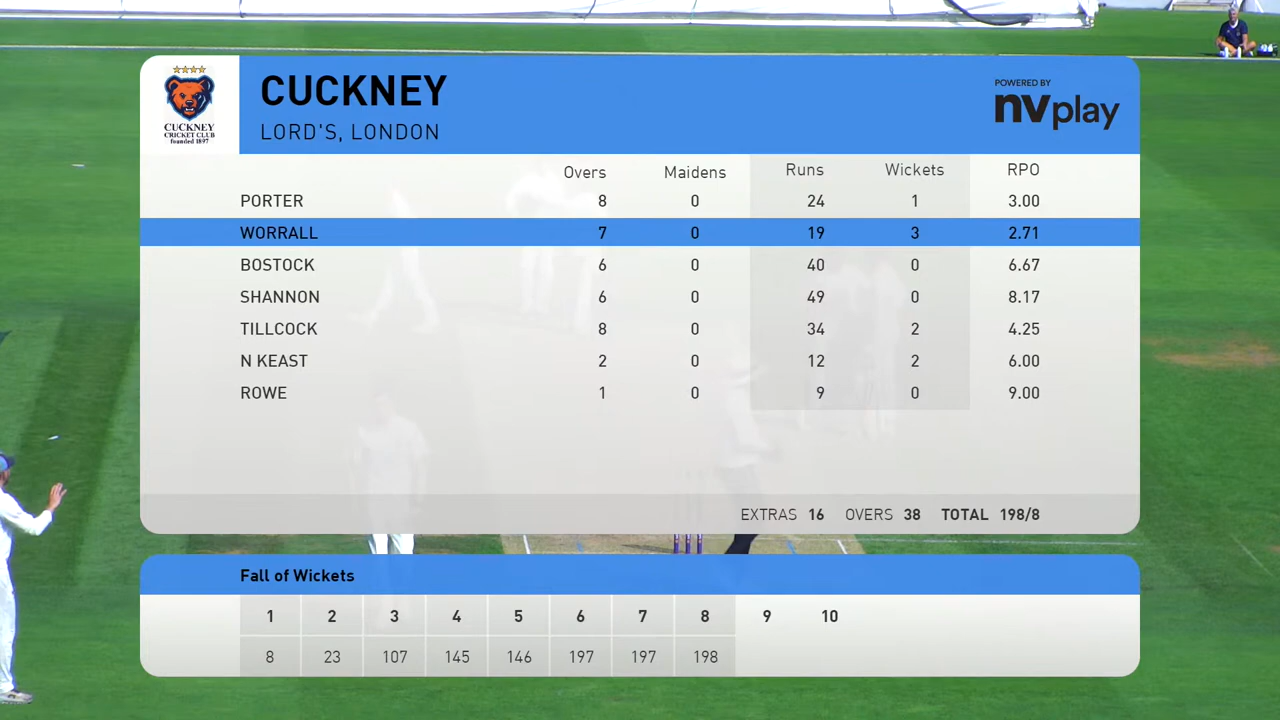 CUCKNEY
LORD'S, LONDON
CUCKNEY
CRICKET CLUB
founded 1897
POWERED BY
nvplay
Overs Maidens Runs Wickets RPO
PORTER 8 0 24 1 3.00
WORRALL 7 0 19 3 2.71
BOSTOCK 6 0 40 0 6.67
SHANNON 6 0 49 0 8.17
TILLCOCK 8 0 34 2 4.25
N KEAST 2 0 12 2 6.00
ROWE 1 0 9 0 9.00
EXTRAS 16 OVERS 38 TOTAL 198/8
Fall of Wickets
1 2 3 4 5 6 7 8 9 10
8 23 107 145 146 197 197 198